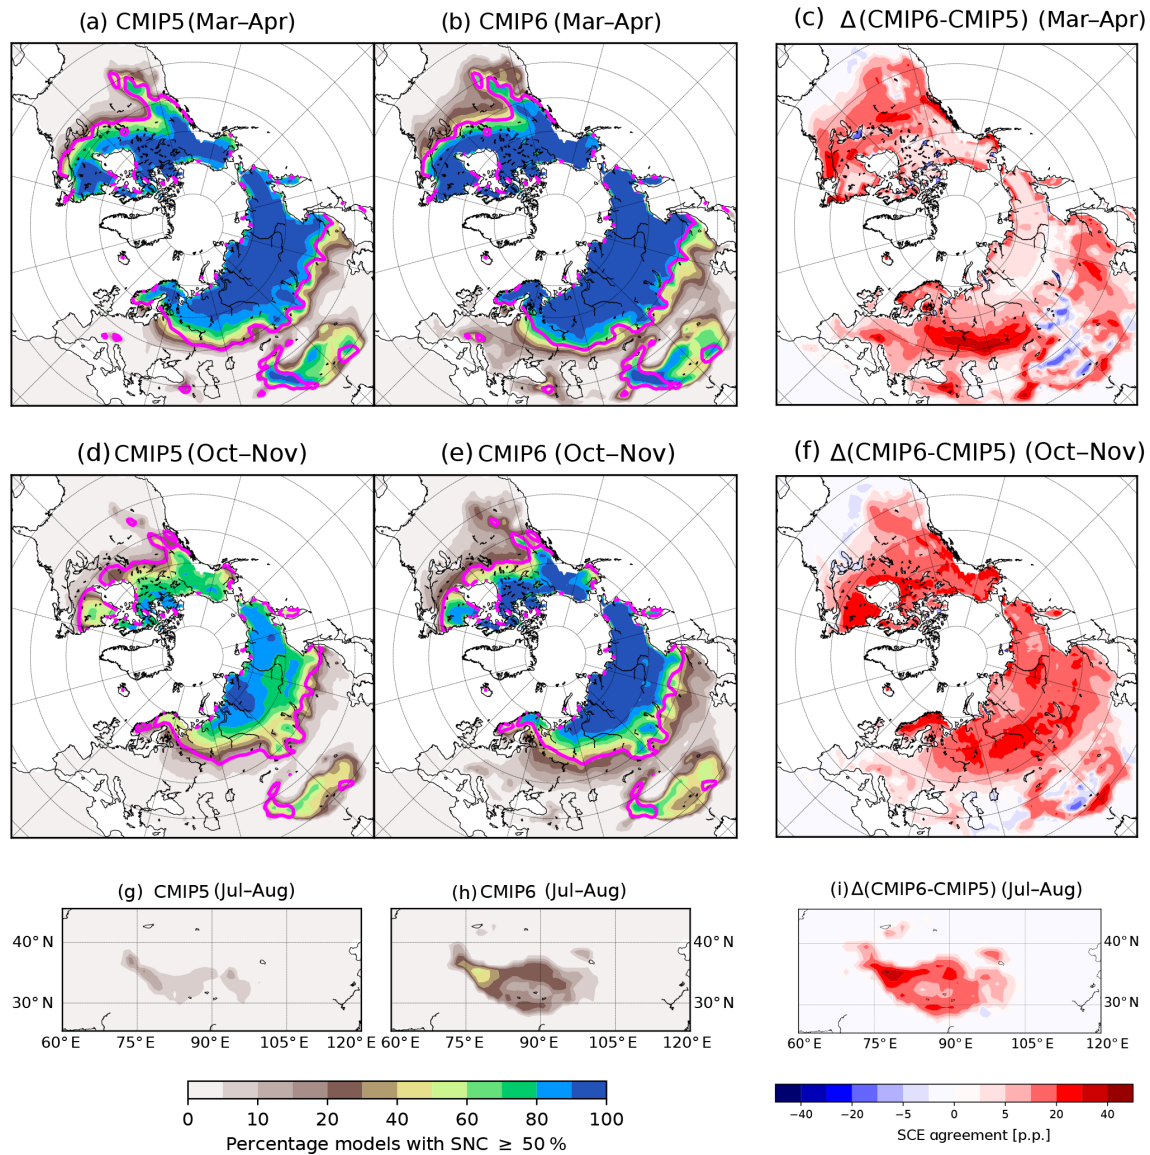 (a) CMIP5 (Mar–Apr)
(b) CMIP6 (Mar–Apr)
(c) Δ(CMIP6-CMIP5) (Mar–Apr)
(d) CMIP5 (Oct–Nov)
(e) CMIP6 (Oct–Nov)
(f) Δ(CMIP6-CMIP5) (Oct–Nov)
(g) CMIP5 (Jul–Aug)
(h) CMIP6 (Jul–Aug)
(i) Δ(CMIP6-CMIP5) (Jul–Aug)
40° N
30° N
40° N
30° N
40° N
30° N
60° E 75° E 90° E 105° E 120° E
60° E 75° E 90° E 105° E 120° E
60° E 75° E 90° E 105° E 120° E
0 10 20 40 60 80 100
Percentage models with SNC ≥ 50 %
−40 −20 −5 0 5 20 40
SCE agreement [p.p.]